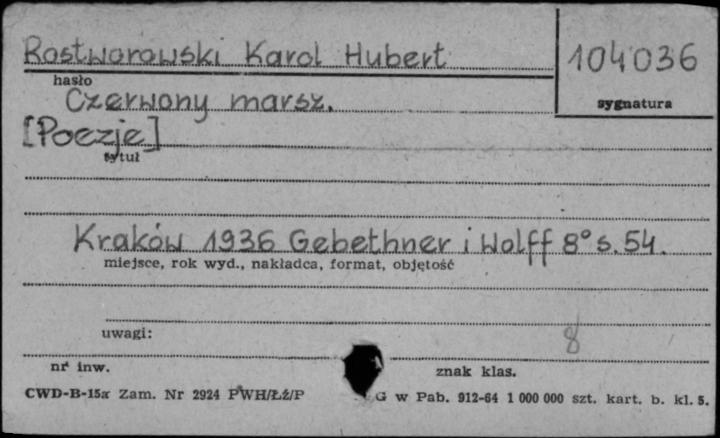 Rostworowski Karol Hubert
104036
hasło
sygnatura
Czerwony marsz.
[Poezje]
tytuł
Kraków 1936 Gebethner i Wolff 8° s. 54.
miejsce, rok wyd., nakładca, format, objętość
uwagi:
8
nr inw.
znak klas.
CWD-B-15a Zam. Nr 2924 PWH/ŁŻ/P
G w Pab. 912-64 1 000 000 szt. kart. b. kl. 5.